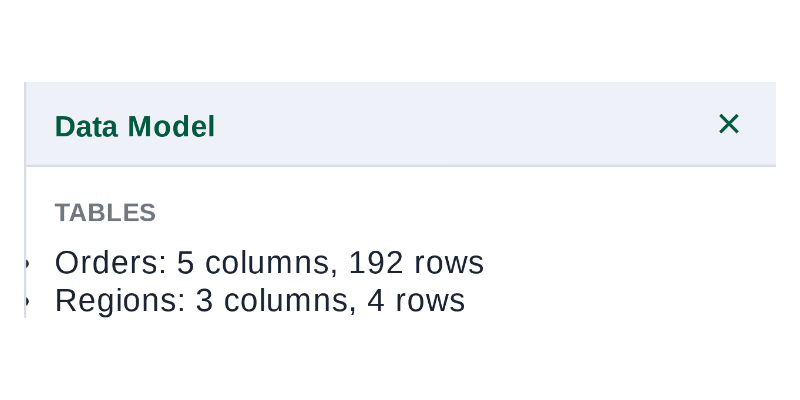 Data Model ×
TABLES
Orders: 5 columns, 192 rows
Regions: 3 columns, 4 rows